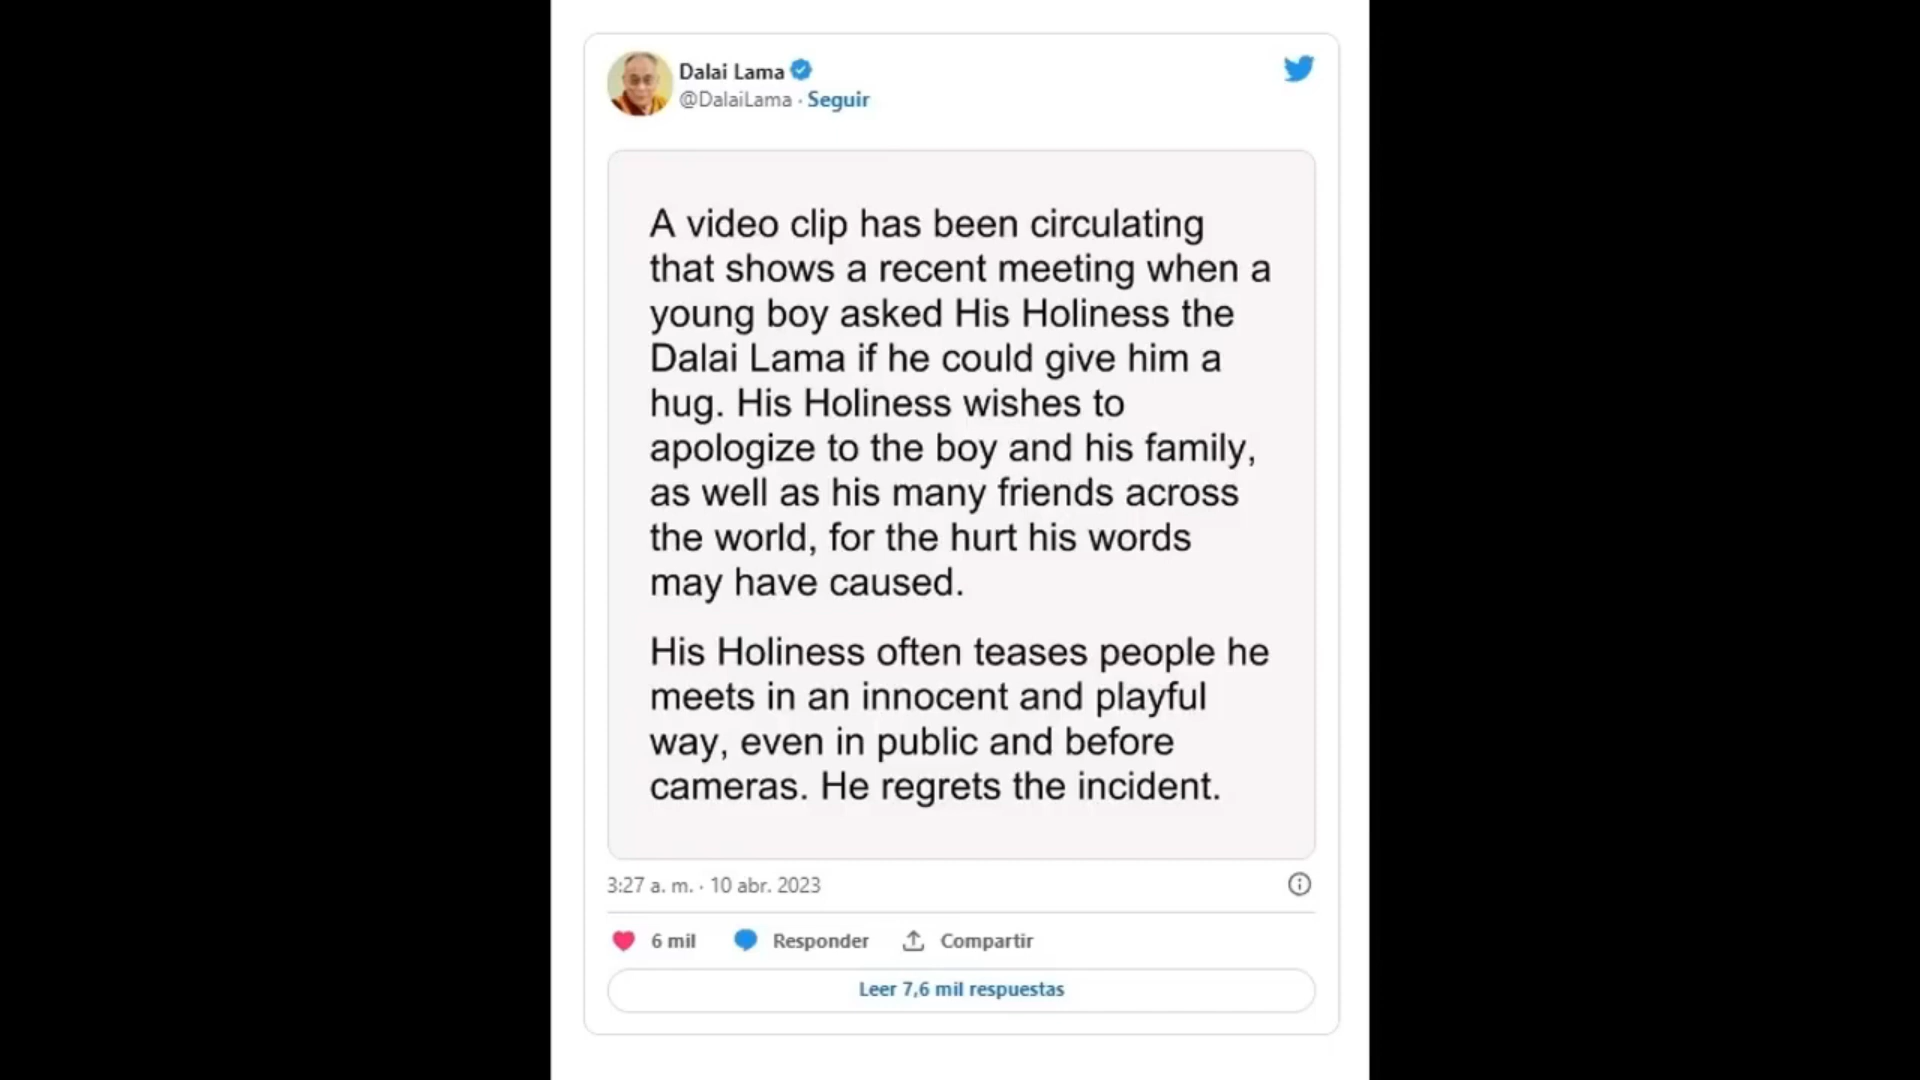 Dalai Lama
@DalaiLama · Seguir
A video clip has been circulating
that shows a recent meeting when a
young boy asked His Holiness the
Dalai Lama if he could give him a
hug. His Holiness wishes to
apologize to the boy and his family,
as well as his many friends across
the world, for the hurt his words
may have caused.
His Holiness often teases people he
meets in an innocent and playful
way, even in public and before
cameras. He regrets the incident.
3:27 a. m. · 10 abr. 2023
6 mil Responder Compartir
Leer 7,6 mil respuestas